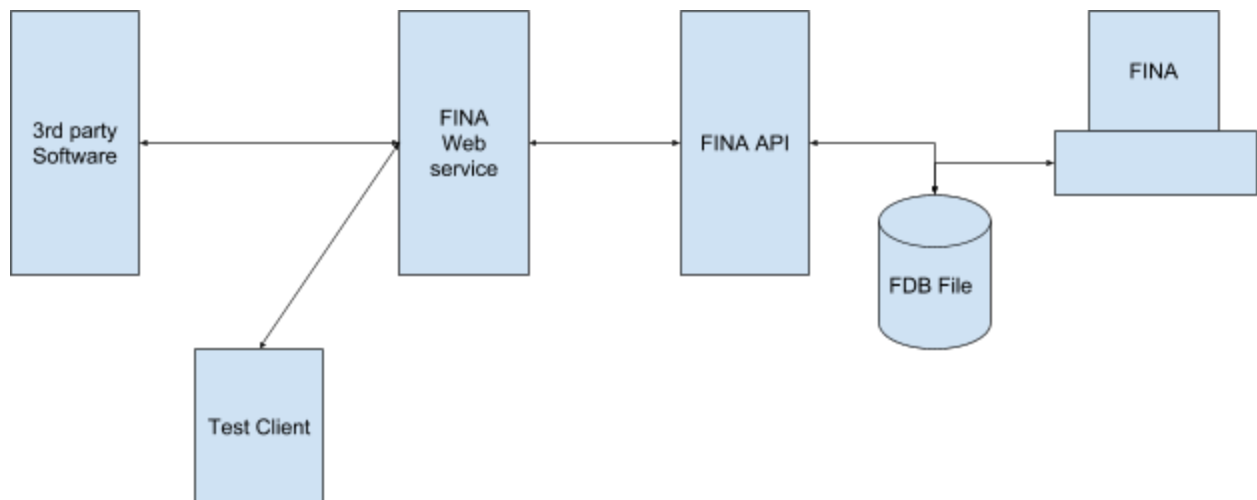 3rd party
Software
FINA
Web
service
FINA API
FINA
FDB File
Test Client